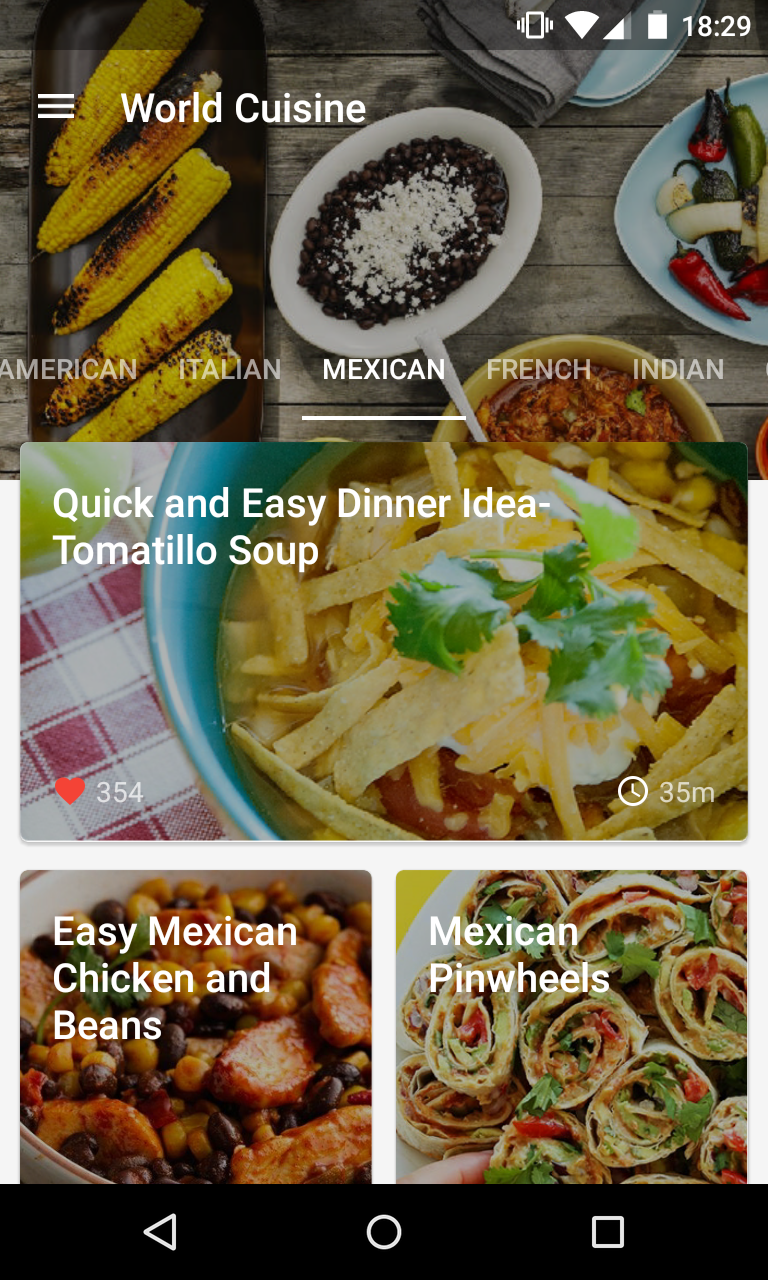 18:29
World Cuisine
AMERICAN ITALIAN MEXICAN FRENCH INDIAN
Quick and Easy Dinner Idea-
Tomatillo Soup
354 35m
Easy Mexican
Chicken and
Beans
Mexican
Pinwheels